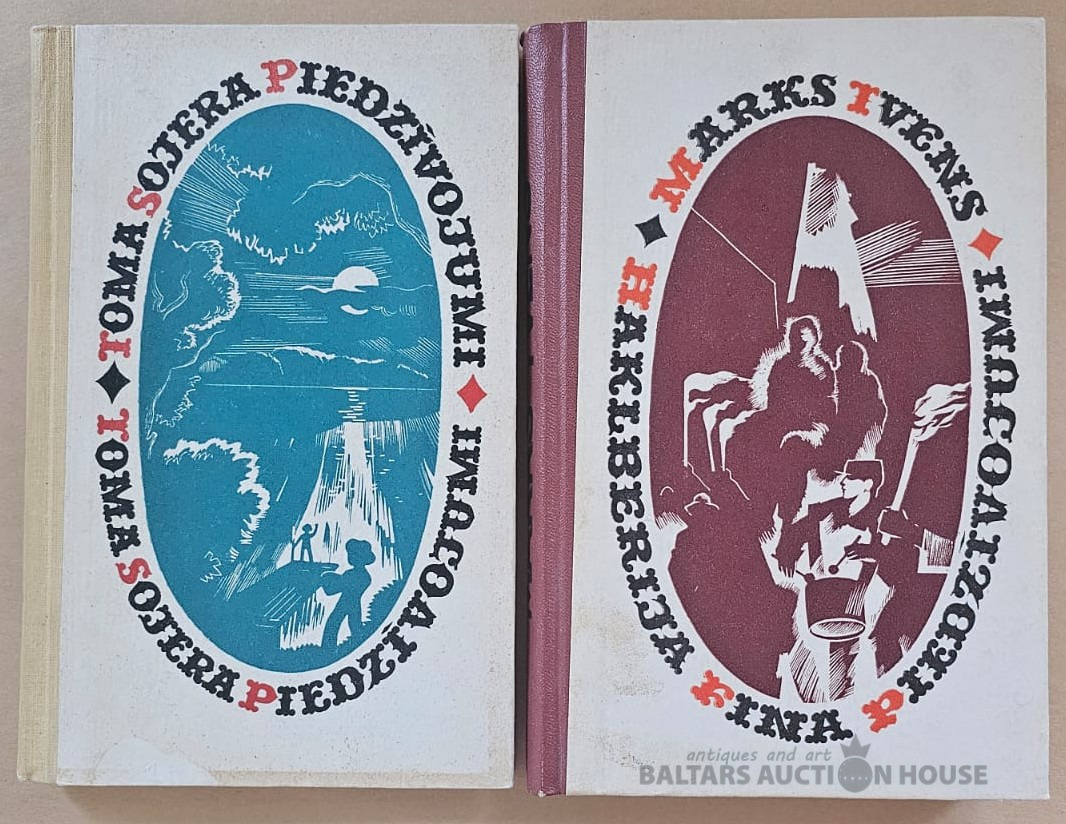 TOMA SOJERA PIEDZĪVOJUMI
TOMA SOJERA PIEDZĪVOJUMI
MARKS TVENS
HAKLBERIJA FINA PIEDZĪVOJUMI
antiques and art
BALTARS AUCTION HOUSE